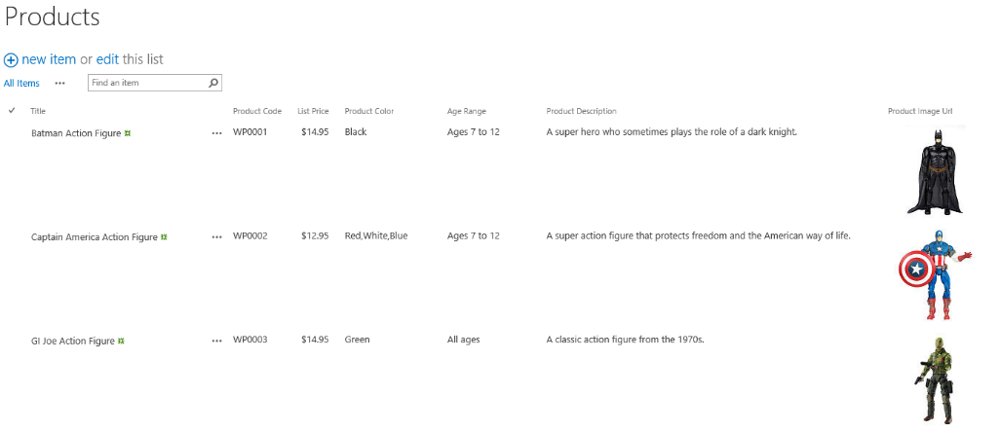 Products
new item or edit this list
All Items ••• Find an item
Title Product Code List Price Product Color Age Range Product Description Product Image Url
Batman Action Figure ••• WP0001 $14.95 Black Ages 7 to 12 A super hero who sometimes plays the role of a dark knight.
Captain America Action Figure ••• WP0002 $12.95 Red,White,Blue Ages 7 to 12 A super action figure that protects freedom and the American way of life.
GI Joe Action Figure ••• WP0003 $14.95 Green All ages A classic action figure from the 1970s.